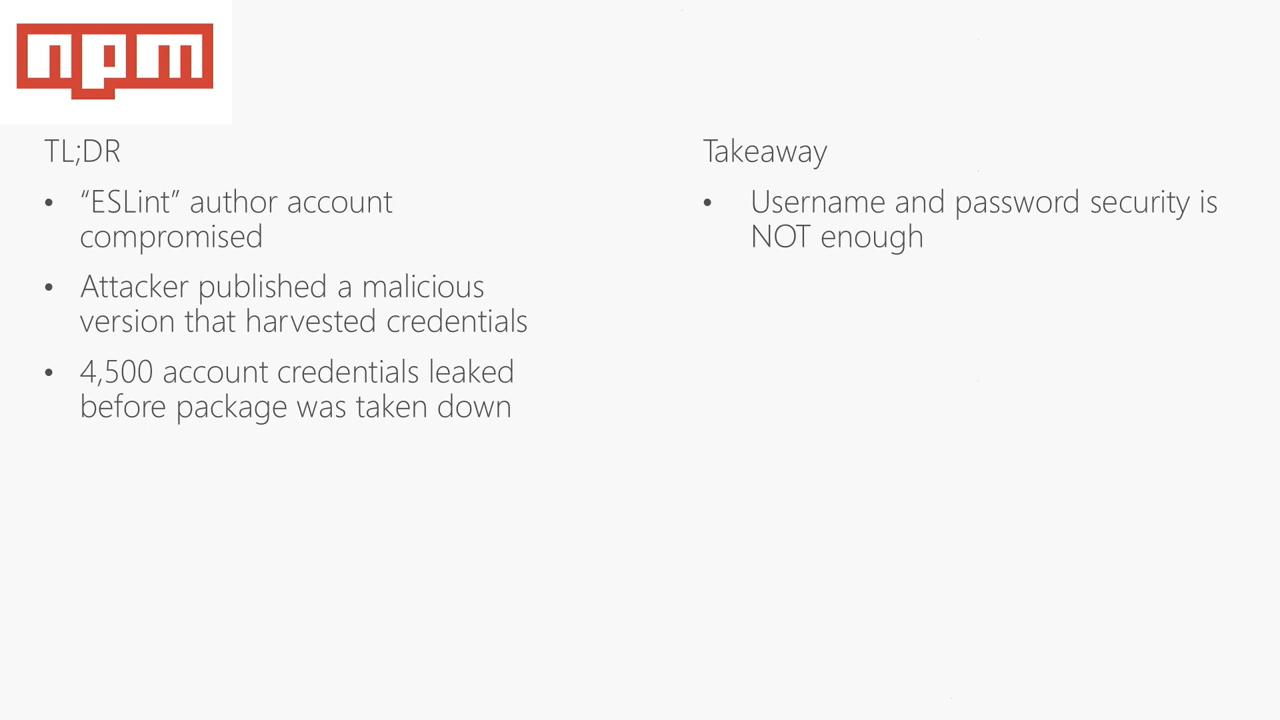 npm
TL;DR
• “ESLint” author account
compromised
• Attacker published a malicious
version that harvested credentials
• 4,500 account credentials leaked
before package was taken down
Takeaway
• Username and password security is
NOT enough